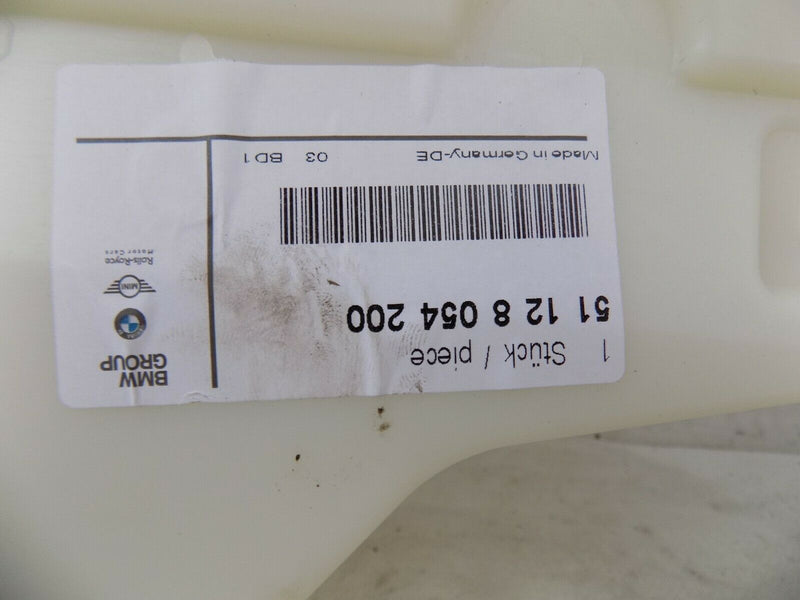 1 Stück / piece
51 12 8 054 200
Made in Germany-DE 03 BD1
BMW
GROUP
MINI
Rolls-Royce
Motor Cars